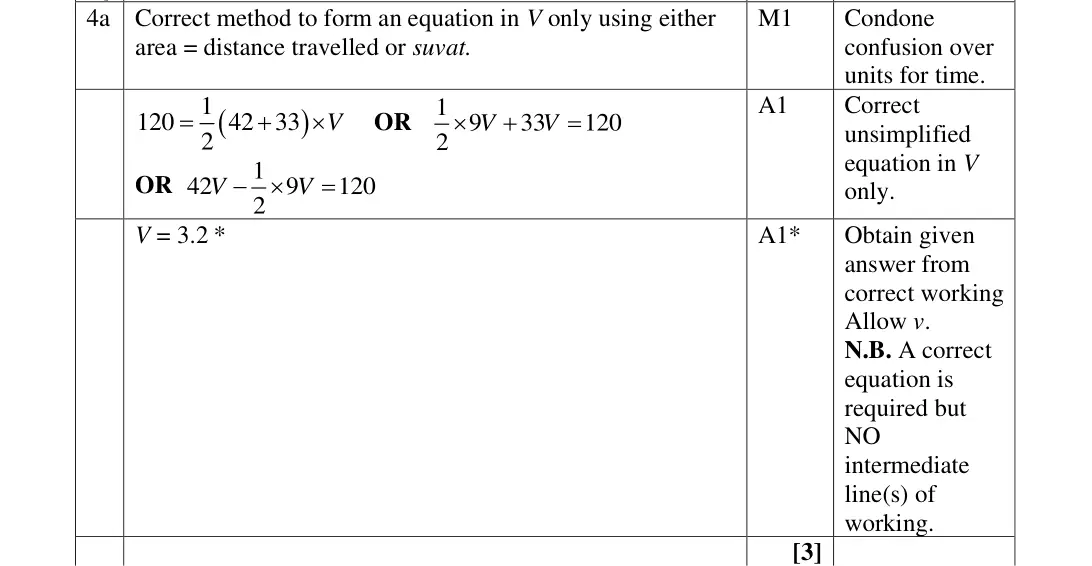 4a Correct method to form an equation in V only using either area = distance travelled or suvat. M1 Condone confusion over units for time.
120 = 1/2 (42 + 33) × V OR 1/2 × 9V + 33V = 120 A1 Correct unsimplified equation in V only.
OR 42V − 1/2 × 9V = 120
V = 3.2 * A1* Obtain given
answer from
correct working
Allow v.
N.B. A correct
equation is
required but
NO
intermediate
line(s) of
working.
[3]